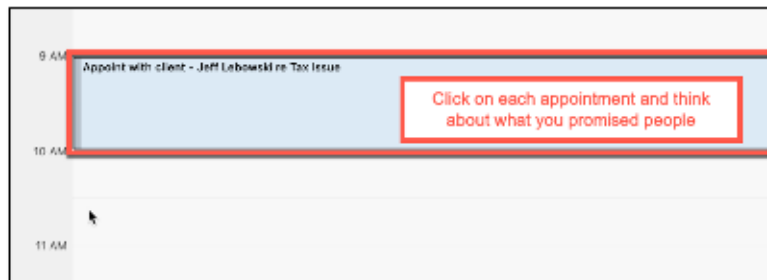 9 AM
Appoint with client - Jeff Lebowski re Tax Issue
Click on each appointment and think
about what you promised people
10 AM
11 AM